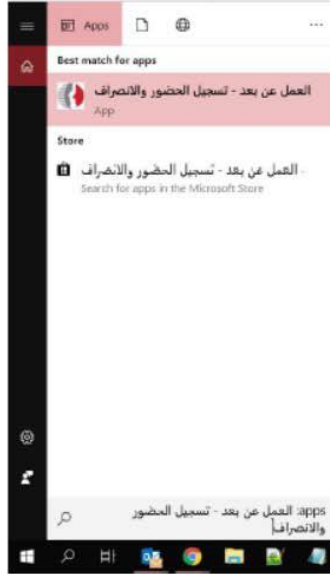 Apps
...
Best match for apps
العمل عن بعد - تسجيل الحضور والانصراف
App
Store
العمل عن بعد - تسجيل الحضور والانصراف -
Search for apps in the Microsoft Store
apps: العمل عن بعد - تسجيل الحضور
والانصراف